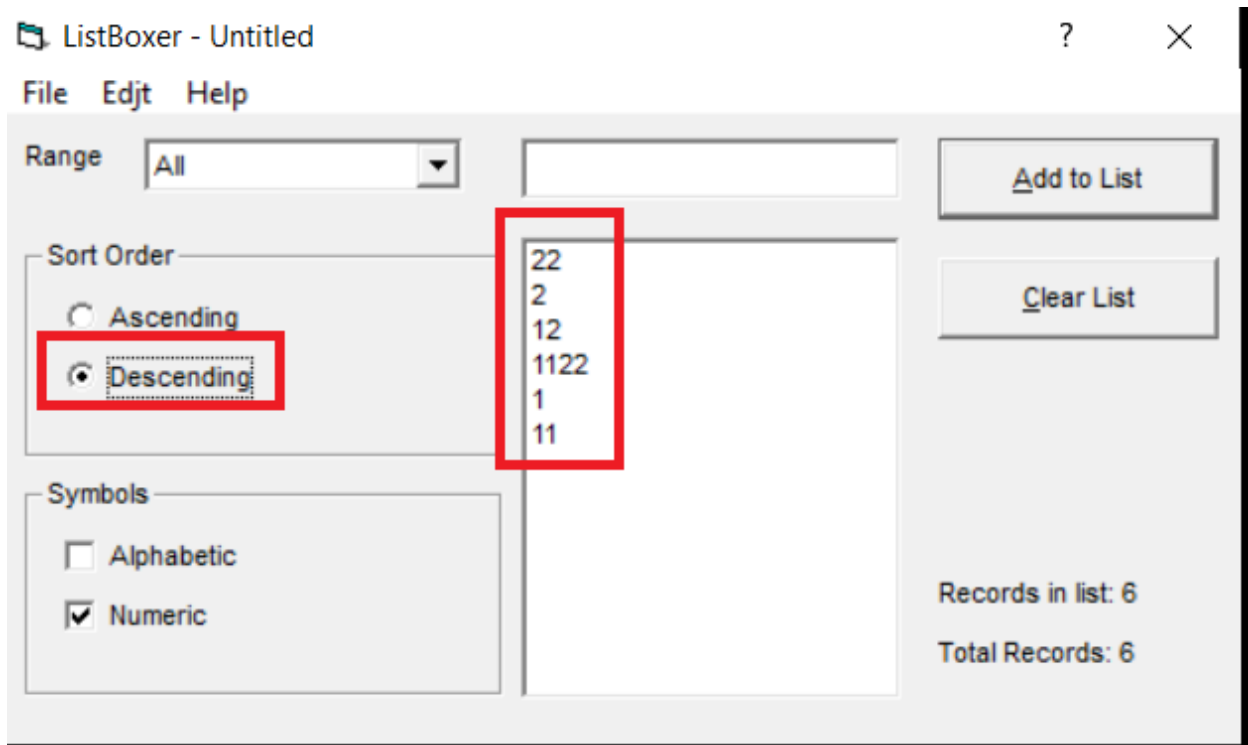 ListBoxer - Untitled ?
File Edjt Help
Range All
Add to List
Sort Order
Ascending
Descending
22
2
12
1122
1
11
Clear List
Symbols
Alphabetic
Numeric
Records in list: 6
Total Records: 6